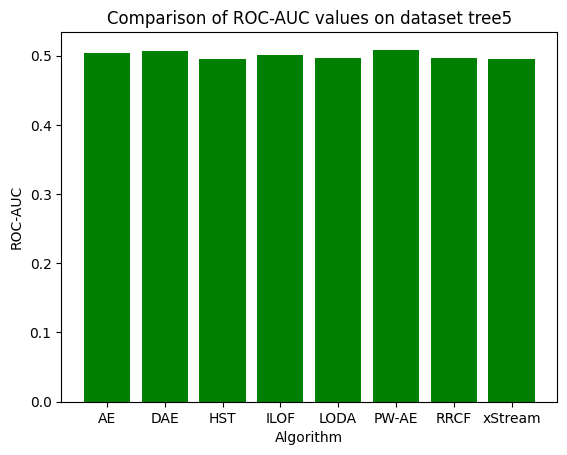 Comparison of ROC-AUC values on dataset tree5
ROC-AUC
0.5
0.4
0.3
0.2
0.1
0.0
AE DAE HST ILOF LODA PW-AE RRCF xStream
Algorithm